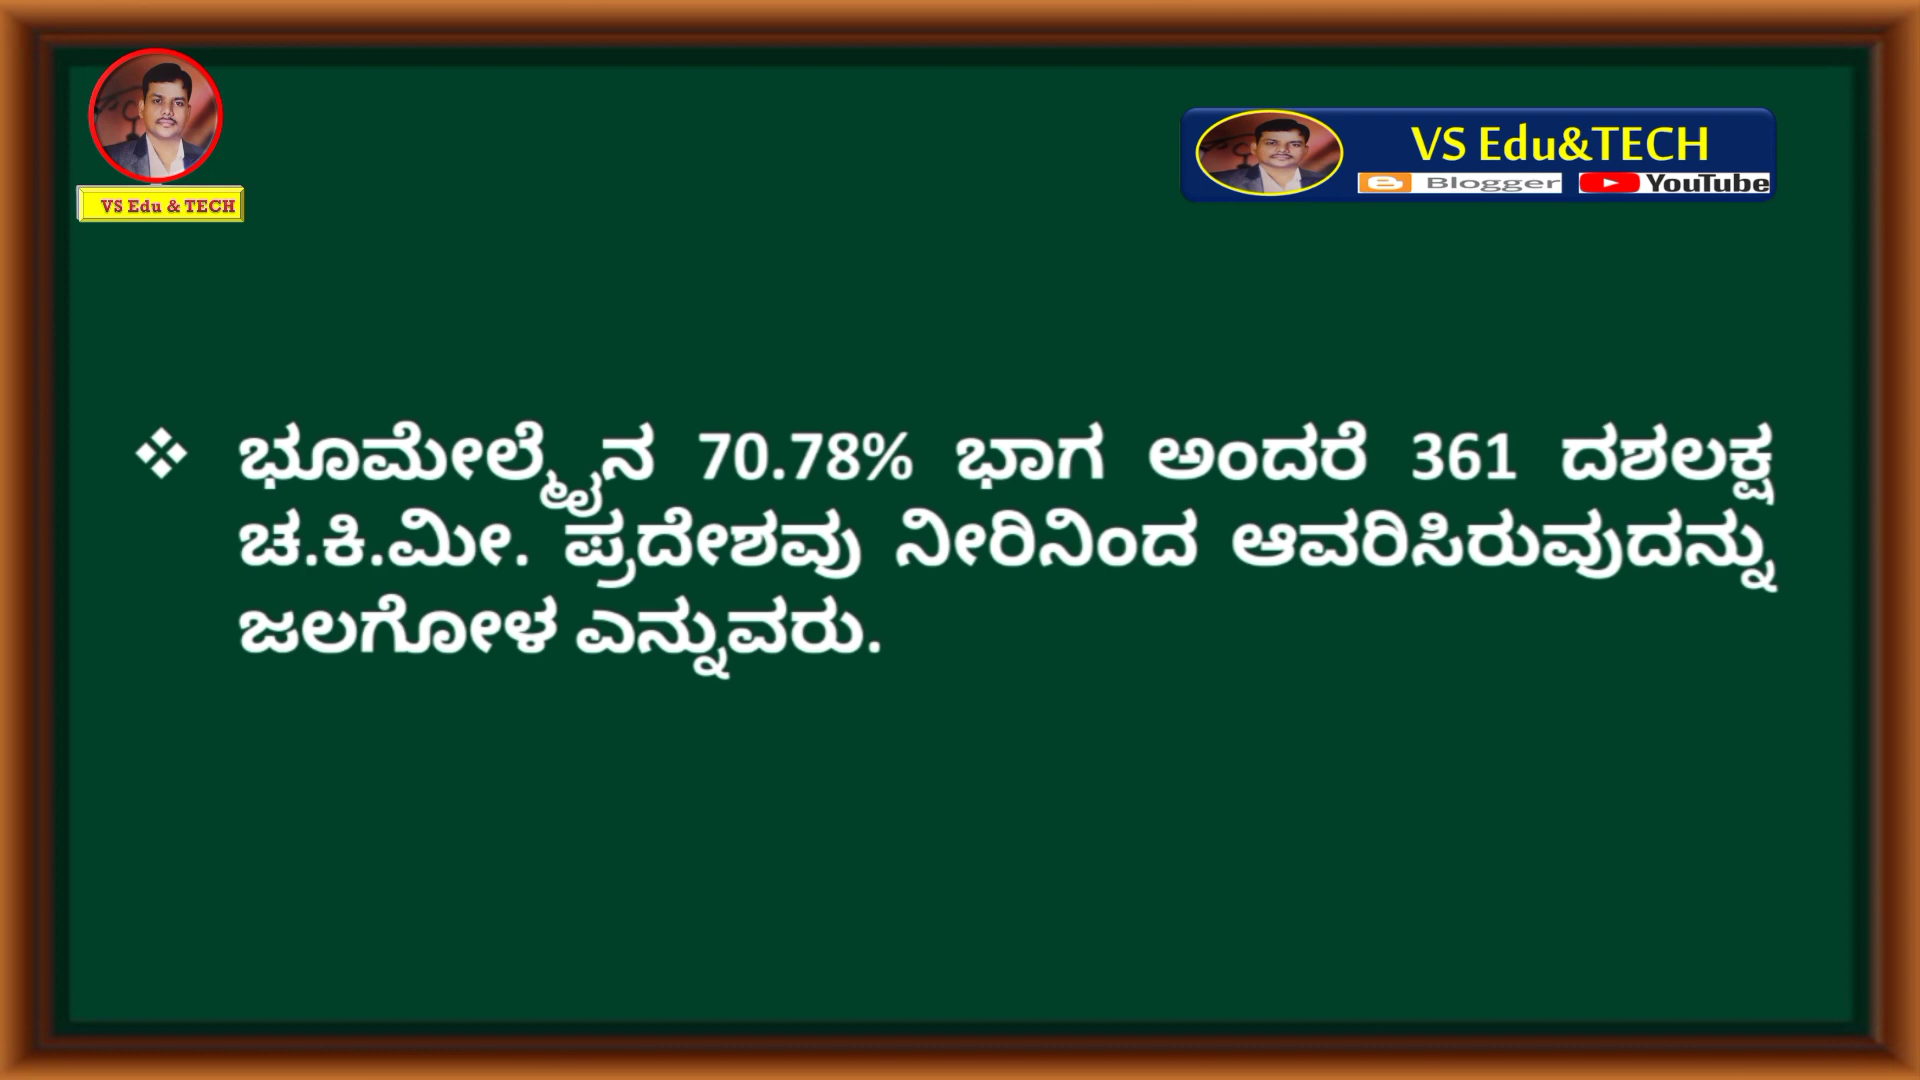 VS Edu & TECH
VS Edu&TECH
Blogger YouTube
❖ ಭೂಮೇಲ್ಮೈನ 70.78% ಭಾಗ ಅಂದರೆ 361 ದಶಲಕ್ಷ
ಚ.ಕಿ.ಮೀ. ಪ್ರದೇಶವು ನೀರಿನಿಂದ ಆವರಿಸಿರುವುದನ್ನು
ಜಲಗೋಳ ಎನ್ನುವರು.